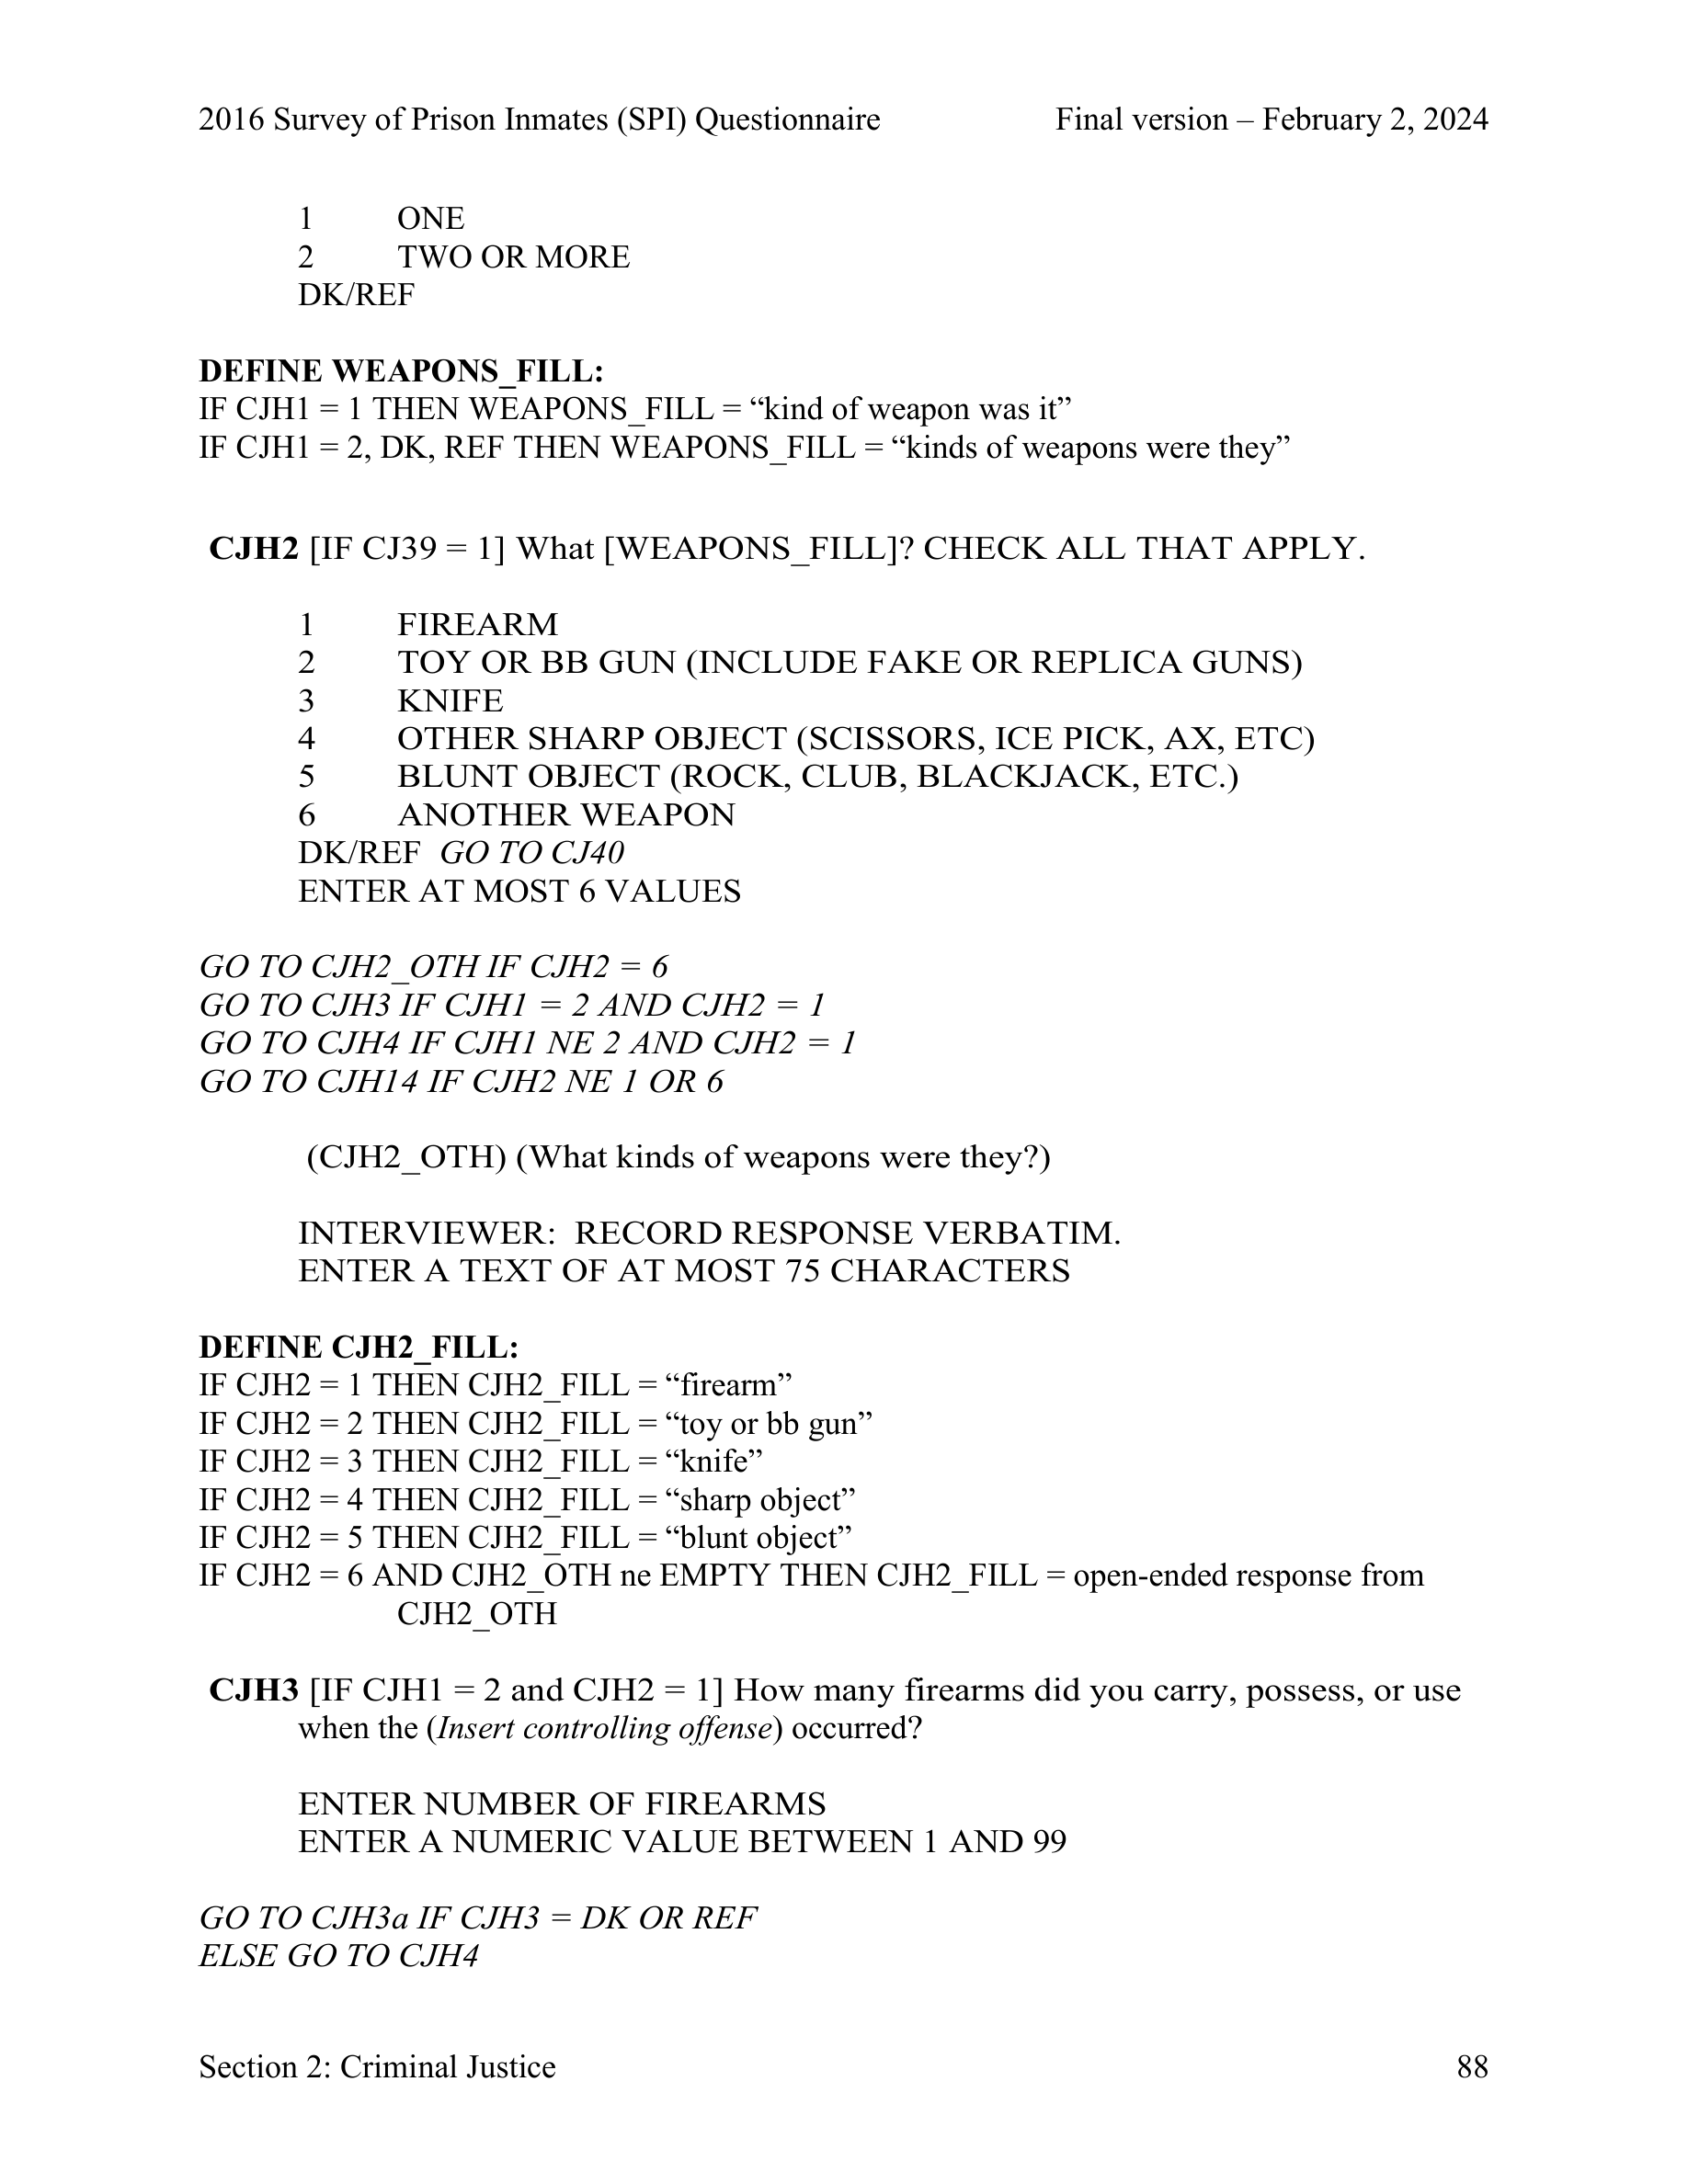 2016 Survey of Prison Inmates (SPI) Questionnaire Final version – February 2, 2024
1 ONE
2 TWO OR MORE
DK/REF
DEFINE WEAPONS_FILL:
IF CJH1 = 1 THEN WEAPONS_FILL = “kind of weapon was it”
IF CJH1 = 2, DK, REF THEN WEAPONS_FILL = “kinds of weapons were they”
CJH2 [IF CJ39 = 1] What [WEAPONS_FILL]? CHECK ALL THAT APPLY.
1 FIREARM
2 TOY OR BB GUN (INCLUDE FAKE OR REPLICA GUNS)
3 KNIFE
4 OTHER SHARP OBJECT (SCISSORS, ICE PICK, AX, ETC)
5 BLUNT OBJECT (ROCK, CLUB, BLACKJACK, ETC.)
6 ANOTHER WEAPON
DK/REF GO TO CJ40
ENTER AT MOST 6 VALUES
GO TO CJH2_OTH IF CJH2 = 6
GO TO CJH3 IF CJH1 = 2 AND CJH2 = 1
GO TO CJH4 IF CJH1 NE 2 AND CJH2 = 1
GO TO CJH14 IF CJH2 NE 1 OR 6
(CJH2_OTH) (What kinds of weapons were they?)
INTERVIEWER: RECORD RESPONSE VERBATIM.
ENTER A TEXT OF AT MOST 75 CHARACTERS
DEFINE CJH2_FILL:
IF CJH2 = 1 THEN CJH2_FILL = “firearm”
IF CJH2 = 2 THEN CJH2_FILL = “toy or bb gun”
IF CJH2 = 3 THEN CJH2_FILL = “knife”
IF CJH2 = 4 THEN CJH2_FILL = “sharp object”
IF CJH2 = 5 THEN CJH2_FILL = “blunt object”
IF CJH2 = 6 AND CJH2_OTH ne EMPTY THEN CJH2_FILL = open-ended response from
CJH2_OTH
CJH3 [IF CJH1 = 2 and CJH2 = 1] How many firearms did you carry, possess, or use
when the (Insert controlling offense) occurred?
ENTER NUMBER OF FIREARMS
ENTER A NUMERIC VALUE BETWEEN 1 AND 99
GO TO CJH3a IF CJH3 = DK OR REF
ELSE GO TO CJH4
Section 2: Criminal Justice 88